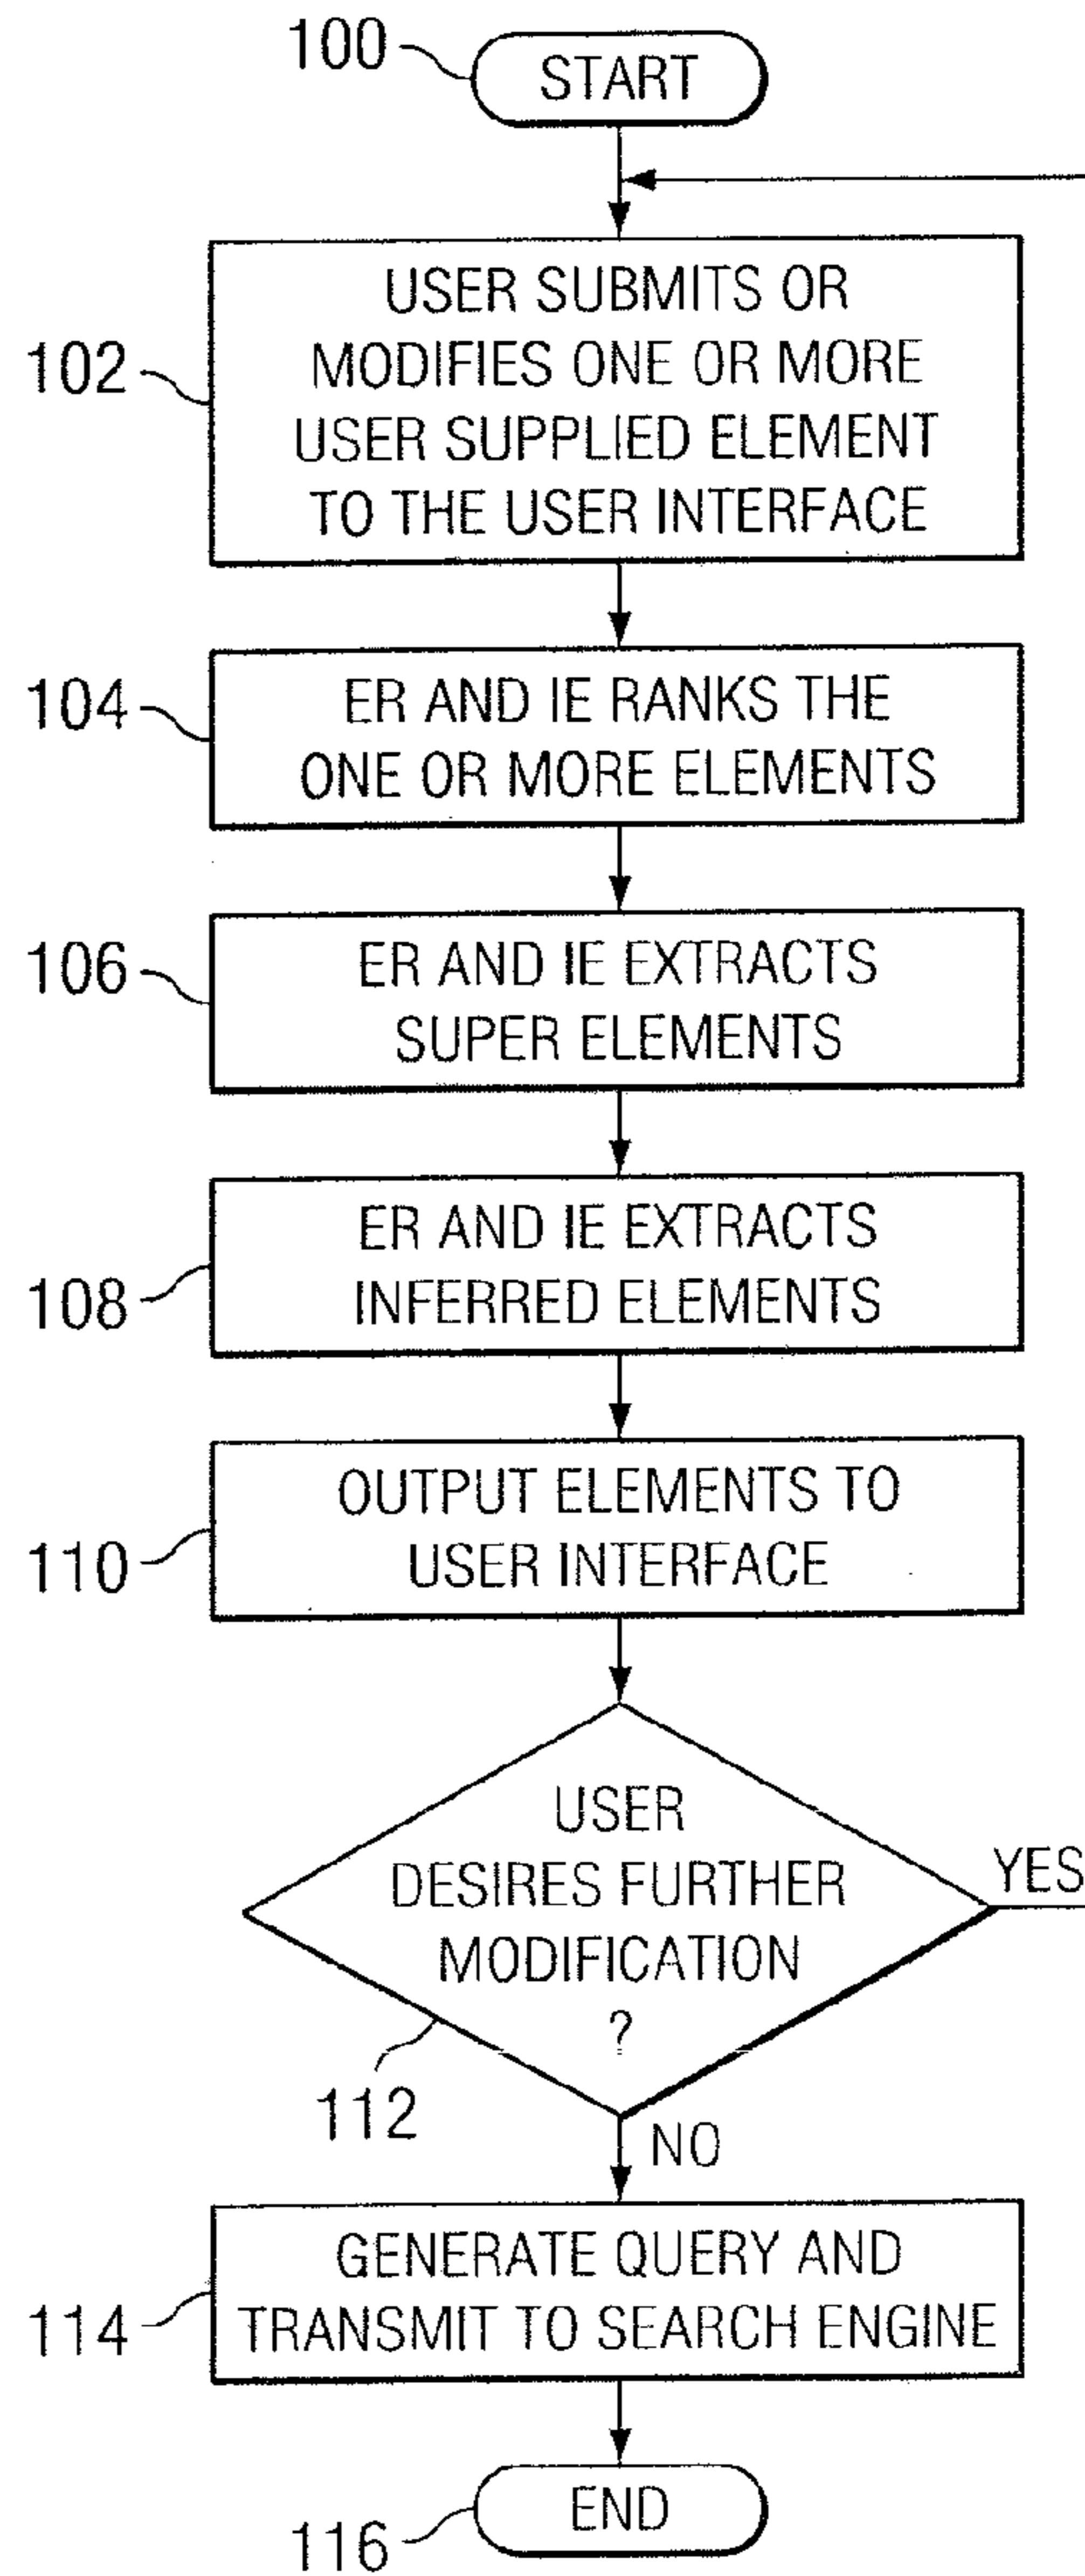 100
START
102
USER SUBMITS OR
MODIFIES ONE OR MORE
USER SUPPLIED ELEMENT
TO THE USER INTERFACE
104
ER AND IE RANKS THE
ONE OR MORE ELEMENTS
106
ER AND IE EXTRACTS
SUPER ELEMENTS
108
ER AND IE EXTRACTS
INFERRED ELEMENTS
110
OUTPUT ELEMENTS TO
USER INTERFACE
USER
DESIRES FURTHER
MODIFICATION
?
YES
112
NO
114
GENERATE QUERY AND
TRANSMIT TO SEARCH ENGINE
END
116